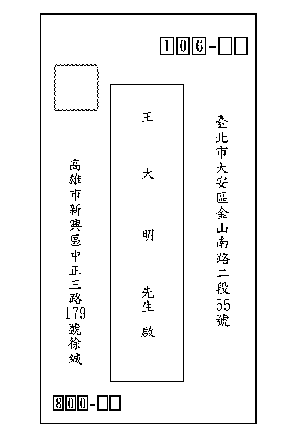 106-
臺北市大安區金山南路二段55號
王大明 先生 啟
高雄市新興區中正三路179號徐緘
800-